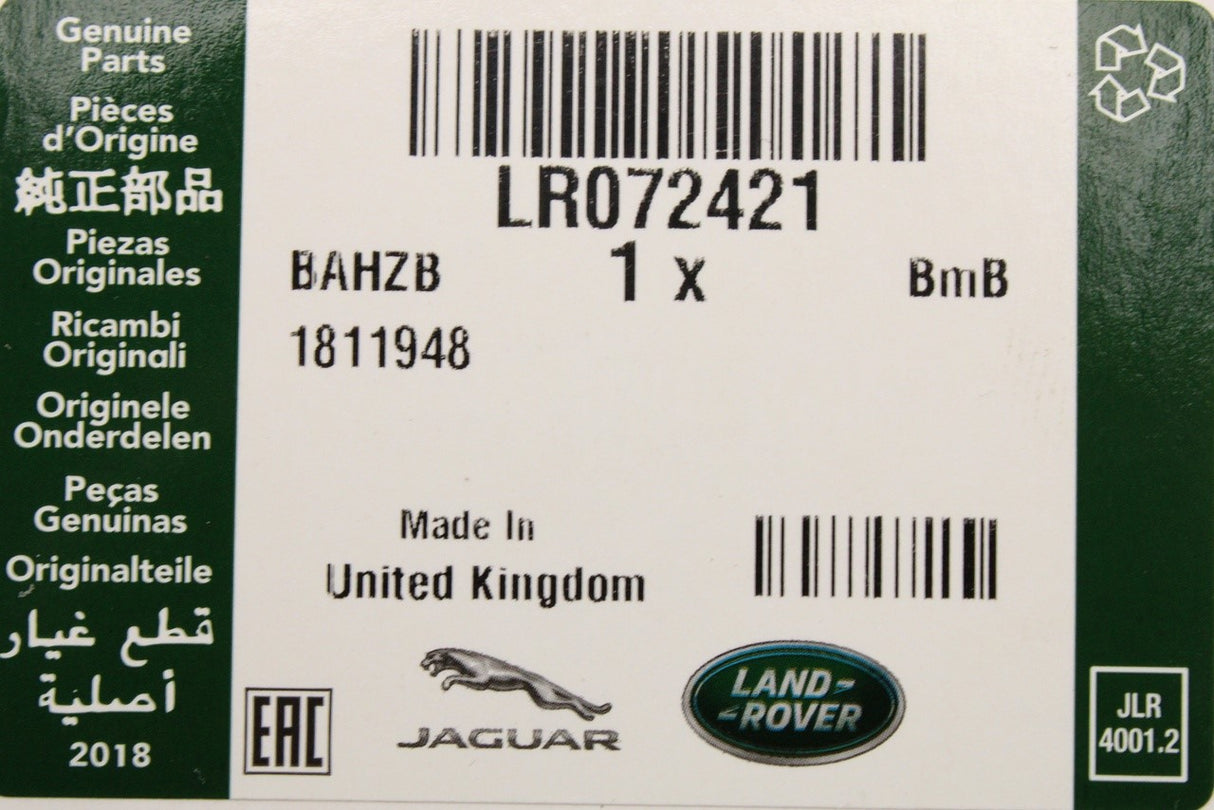 Genuine
Parts
Pièces
d'Origine
純正部品
Piezas
Originales
Ricambi
Originali
Originele
Onderdelen
Peças
Genuinas
Originalteile
قطع غيار
أصلية
2018
LR072421
BAHZB 1 x BmB
1811948
Made In
United Kingdom
EAC
JAGUAR
LAND-
-ROVER
JLR
4001.2